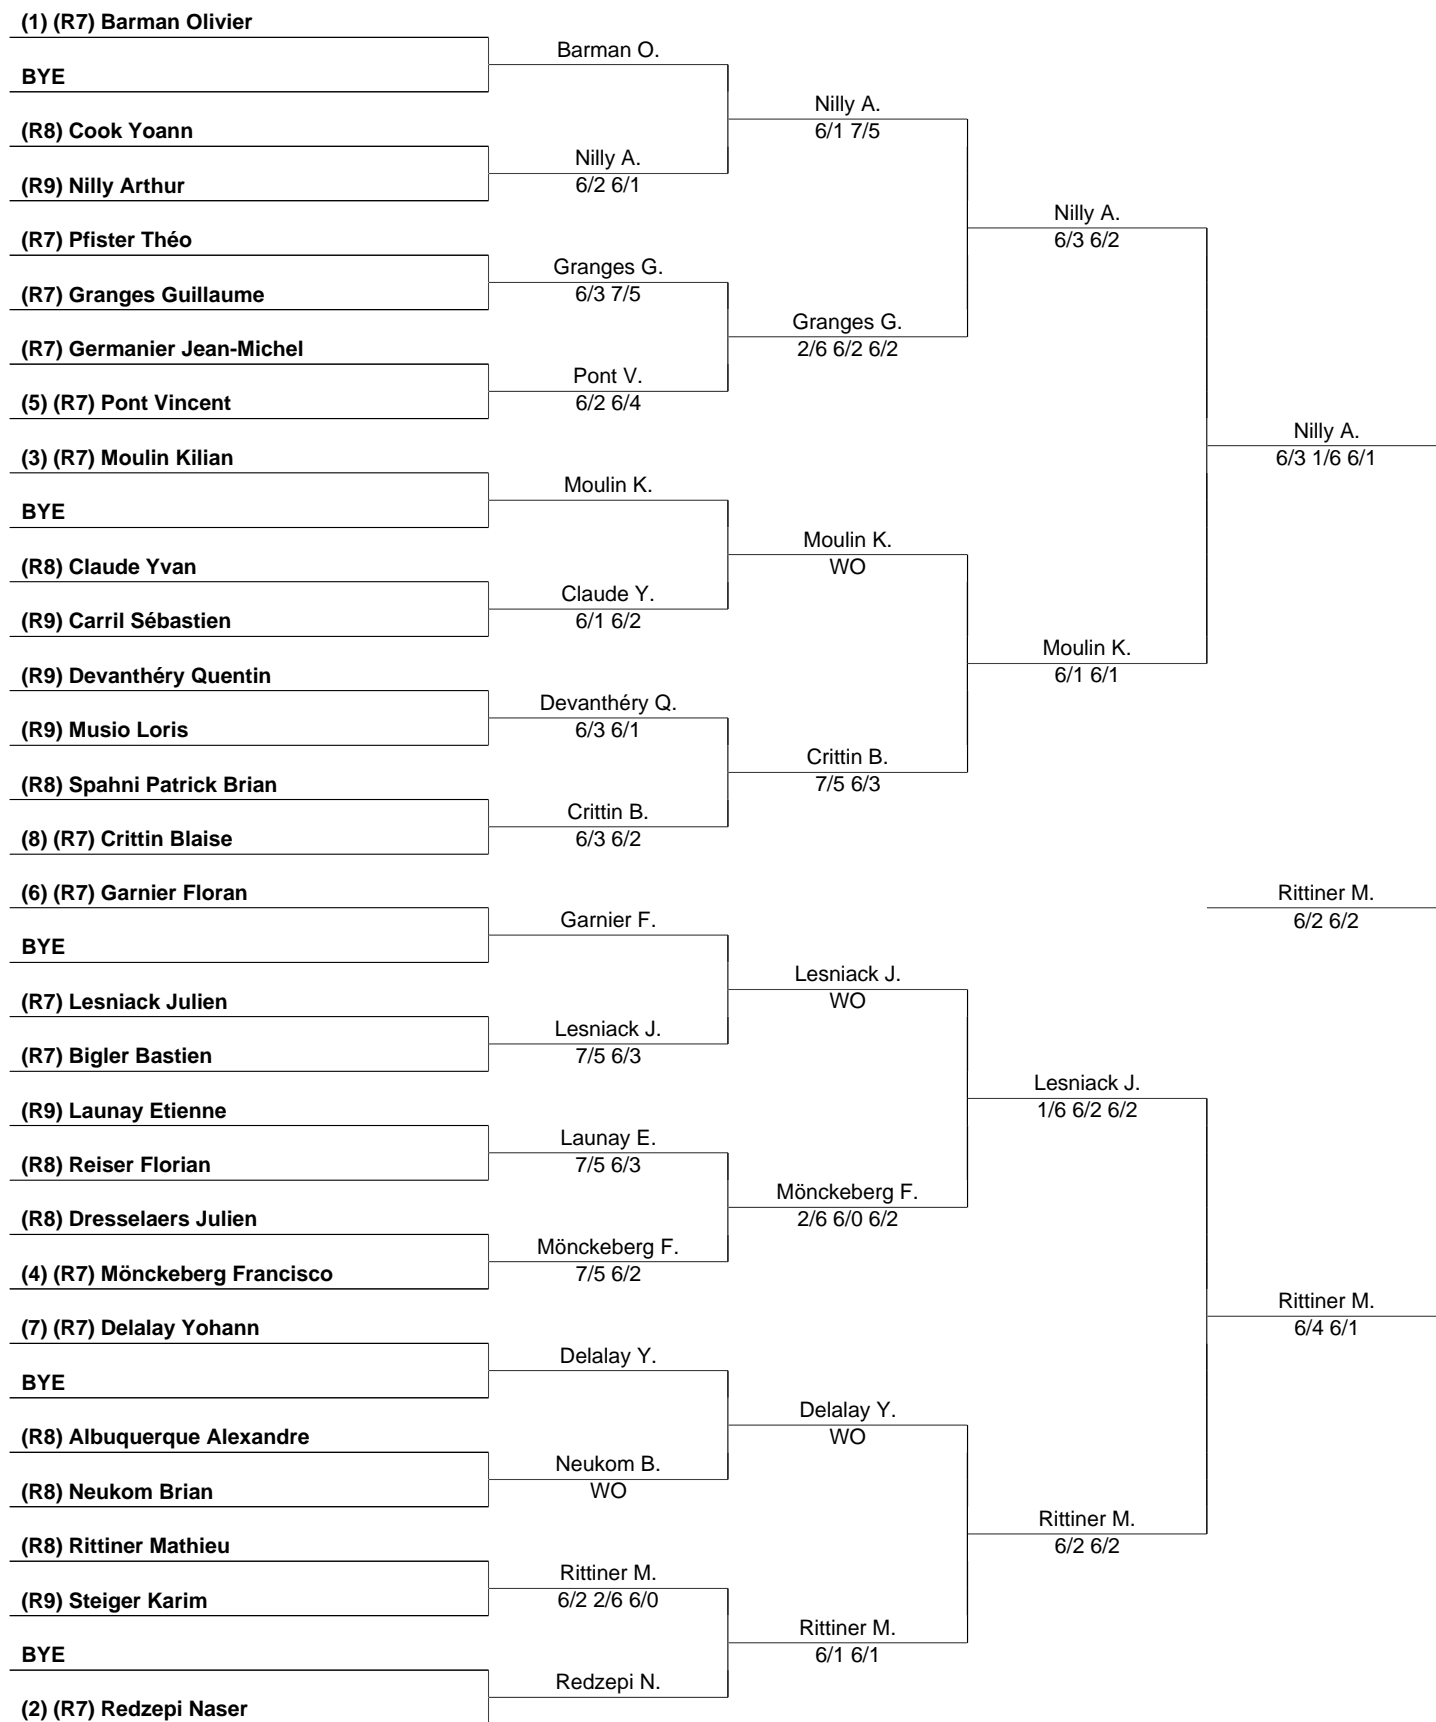 (1) (R7) Barman Olivier
BYE
(R8) Cook Yoann
(R9) Nilly Arthur
(R7) Pfister Théo
(R7) Granges Guillaume
(R7) Germanier Jean-Michel
(5) (R7) Pont Vincent
(3) (R7) Moulin Kilian
BYE
(R8) Claude Yvan
(R9) Carril Sébastien
(R9) Devanthéry Quentin
(R9) Musio Loris
(R8) Spahni Patrick Brian
(8) (R7) Crittin Blaise
(6) (R7) Garnier Floran
BYE
(R7) Lesniack Julien
(R7) Bigler Bastien
(R9) Launay Etienne
(R8) Reiser Florian
(R8) Dresselaers Julien
(4) (R7) Mönckeberg Francisco
(7) (R7) Delalay Yohann
BYE
(R8) Albuquerque Alexandre
(R8) Neukom Brian
(R8) Rittiner Mathieu
(R9) Steiger Karim
BYE
(2) (R7) Redzepi Naser
Barman O.
Nilly A.
6/2 6/1
Granges G.
6/3 7/5
Pont V.
6/2 6/4
Moulin K.
Claude Y.
6/1 6/2
Devanthéry Q.
6/3 6/1
Crittin B.
6/3 6/2
Garnier F.
Lesniack J.
7/5 6/3
Launay E.
7/5 6/3
Mönckeberg F.
7/5 6/2
Delalay Y.
Neukom B.
WO
Rittiner M.
6/2 2/6 6/0
Redzepi N.
Nilly A.
6/1 7/5
Granges G.
2/6 6/2 6/2
Moulin K.
WO
Crittin B.
7/5 6/3
Lesniack J.
WO
Mönckeberg F.
2/6 6/0 6/2
Delalay Y.
WO
Rittiner M.
6/1 6/1
Nilly A.
6/3 6/2
Moulin K.
6/1 6/1
Lesniack J.
1/6 6/2 6/2
Rittiner M.
6/2 6/2
Nilly A.
6/3 1/6 6/1
Rittiner M.
6/2 6/2
Rittiner M.
6/4 6/1